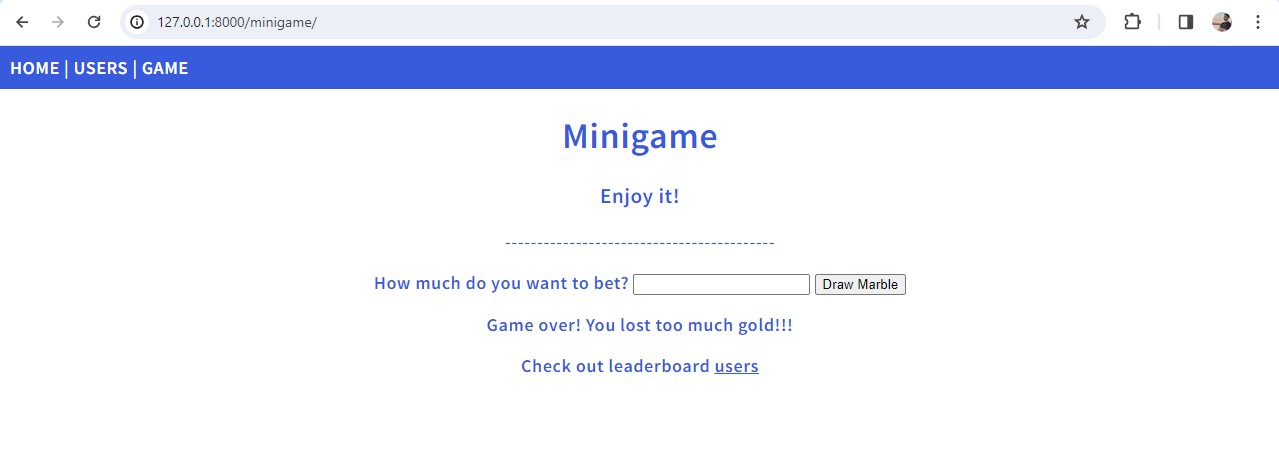 127.0.0.1:8000/minigame/
HOME | USERS | GAME
Minigame
Enjoy it!
------------------------------------------
How much do you want to bet? Draw Marble
Game over! You lost too much gold!!!
Check out leaderboard users